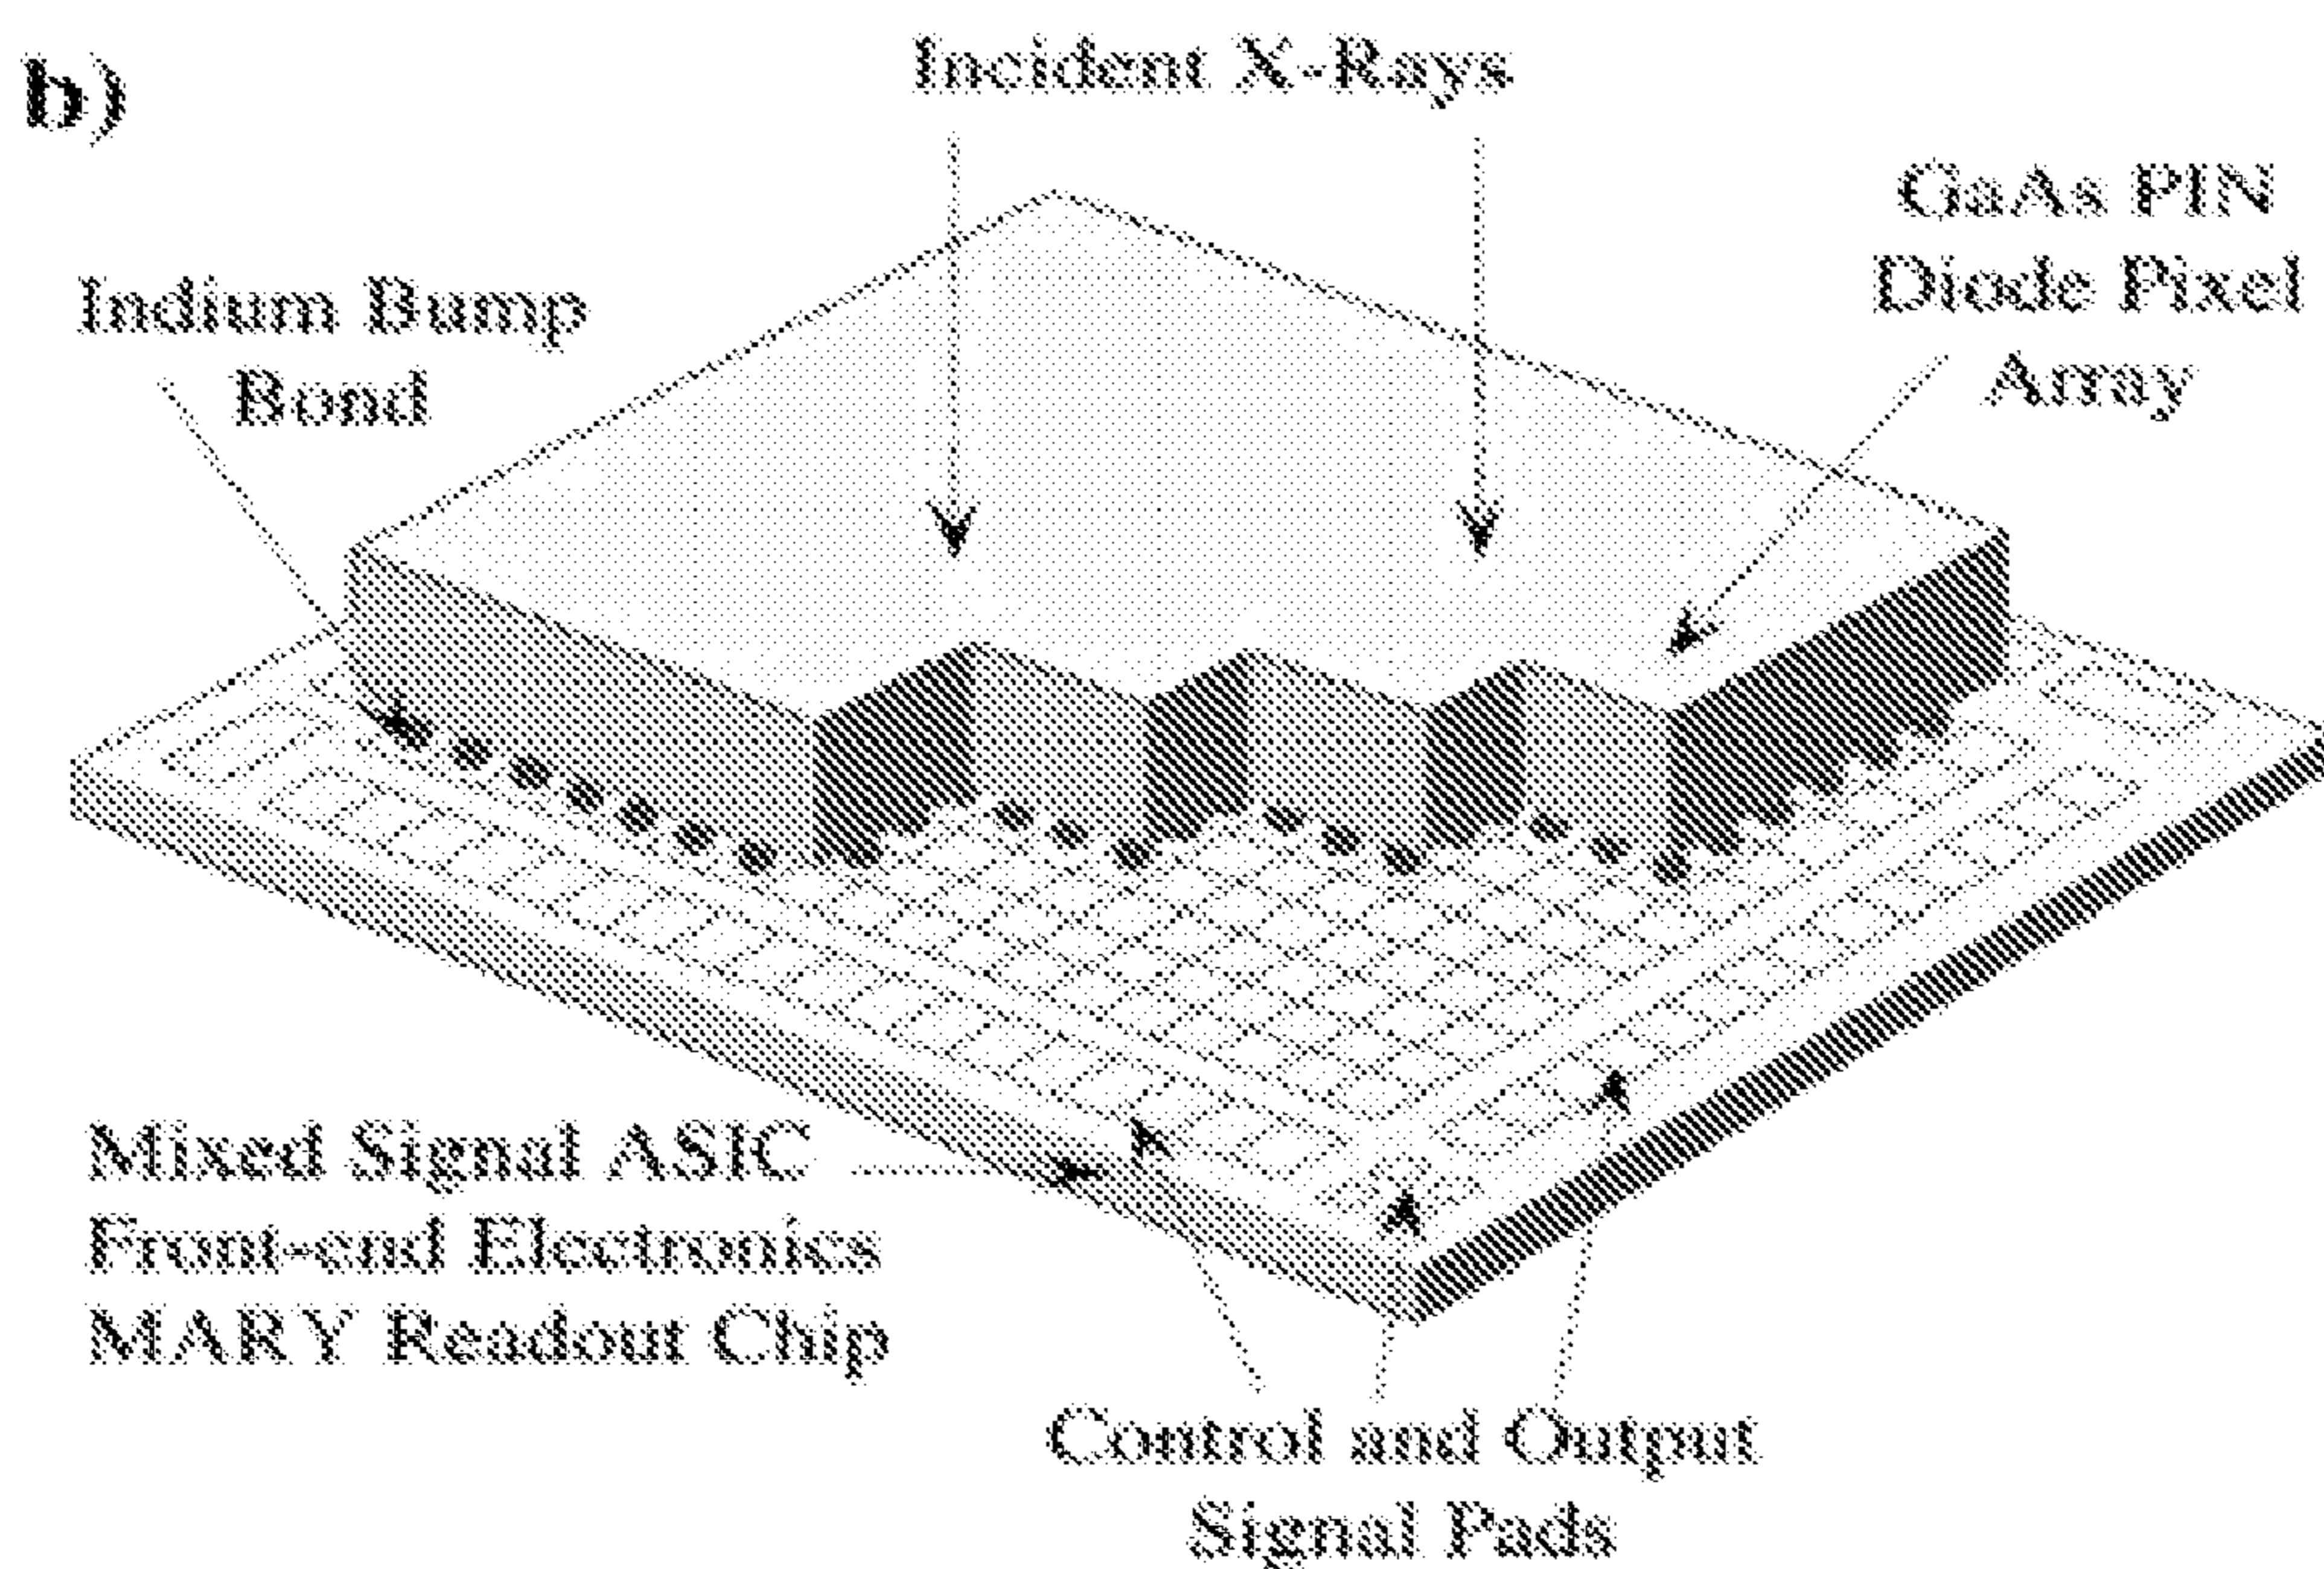 b)
Incident X-Rays
GaAs PIN
Diode Pixel
Array
Indium Bump
Bond
Mixed Signal ASIC
Front-end Electronics
MARY Readout Chip
Control and Output
Signal Pads